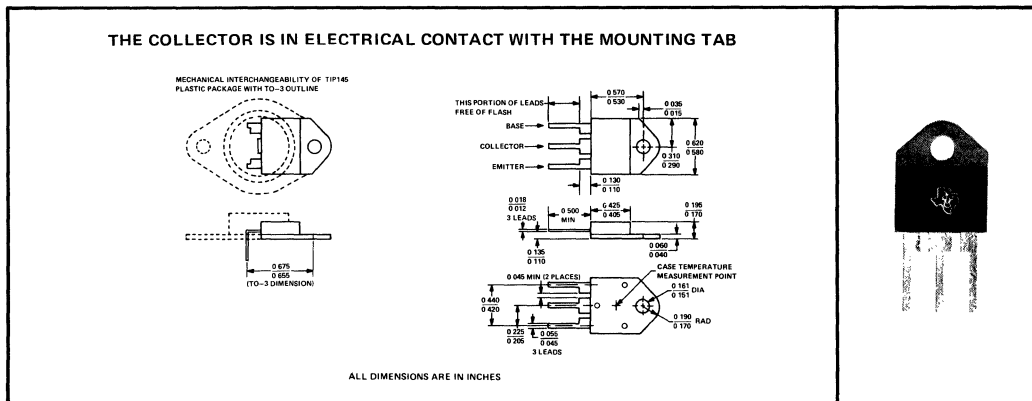 THE COLLECTOR IS IN ELECTRICAL CONTACT WITH THE MOUNTING TAB
MECHANICAL INTERCHANGEABILITY OF TIP145
PLASTIC PACKAGE WITH TO-3 OUTLINE
0 675
0 655
(TO-3 DIMENSION)
THIS PORTION OF LEADS
FREE OF FLASH
BASE
COLLECTOR
EMITTER
0 570
0 530
0 035
0 015
0 310
0 290
0 620
0 580
0 130
0 110
0 018
0 012
3 LEADS
0 500
MIN
0 425
0 405
0 195
0 170
0 135
0 110
0 060
0 040
0 045 MIN (2 PLACES)
CASE TEMPERATURE
MEASUREMENT POINT
0 161
0 151
DIA
0 190
0 170
RAD
0 440
0 420
0 225
0 205
0 055
0 045
3 LEADS
ALL DIMENSIONS ARE IN INCHES